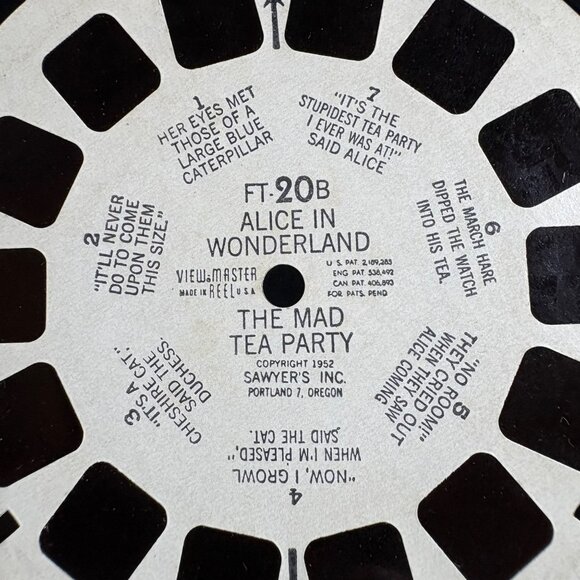 FT-20B
ALICE IN
WONDERLAND
VIEW-MASTER
MADE IN REEL U.S.A.
U S PAT. 2,189,285
ENG PAT 538,492
CAN PAT. 406,893
FOR PATS. PEND
THE MAD
TEA PARTY
COPYRIGHT 1952
SAWYER'S INC.
PORTLAND 7, OREGON
1
HER EYES MET
THOSE OF A
LARGE BLUE
CATERPILLAR
2
"IT'LL NEVER
DO TO COME
UPON THEM
THIS SIZE."
3
"IT'S A
CHESHIRE CAT,"
SAID THE
DUCHESS.
4
"NOW, I GROWL
WHEN I'M PLEASED,"
SAID THE CAT.
5
"NO ROOM!"
THEY CRIED OUT
WHEN THEY SAW
ALICE COMING
6
THE MARCH HARE
DIPPED THE WATCH
INTO HIS TEA.
7
"IT'S THE
STUPIDEST TEA PARTY
I EVER WAS AT!"
SAID ALICE